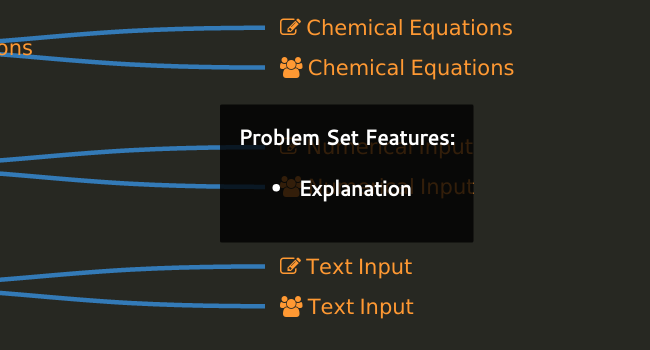 Chemical Equations
ons
Chemical Equations
Problem Set Features:
Numerical Input
• Explanation
Numerical Input
Text Input
Text Input